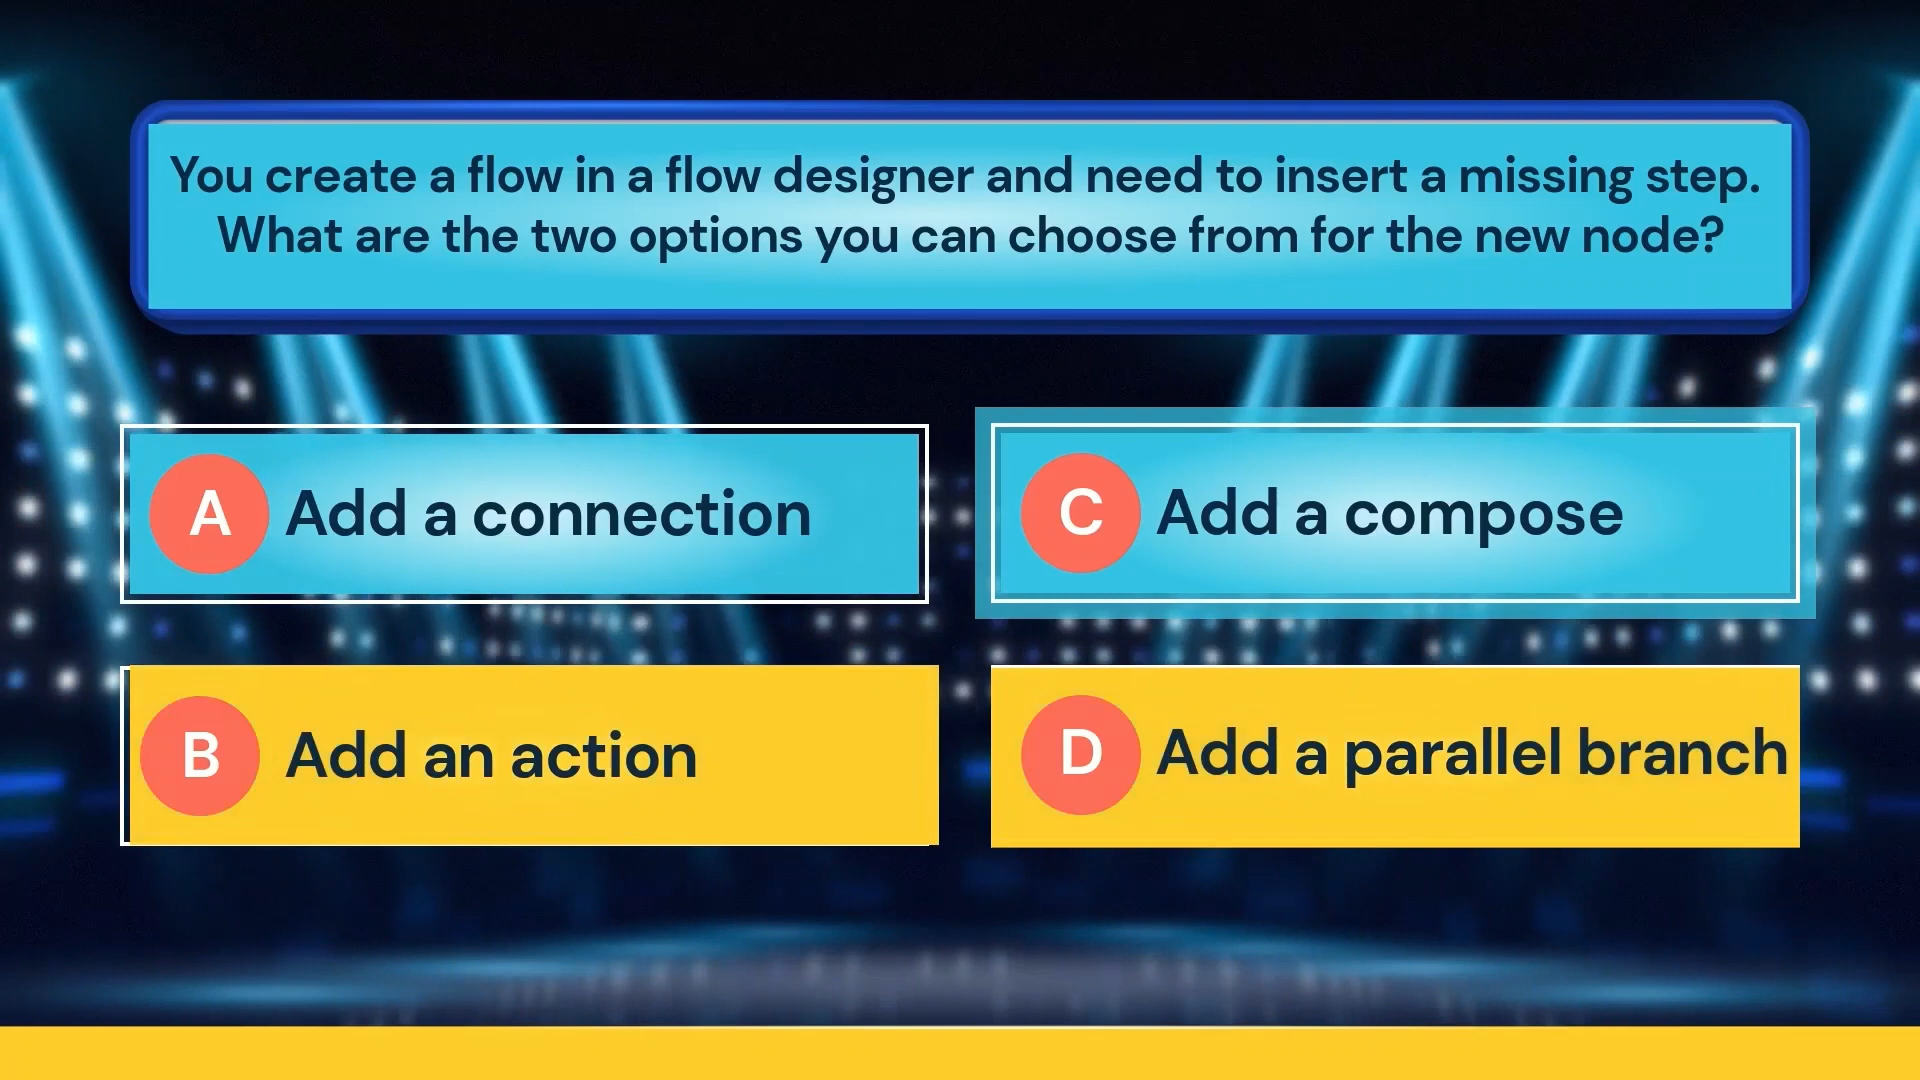 You create a flow in a flow designer and need to insert a missing step.
What are the two options you can choose from for the new node?
A Add a connection
C Add a compose
B Add an action
D Add a parallel branch